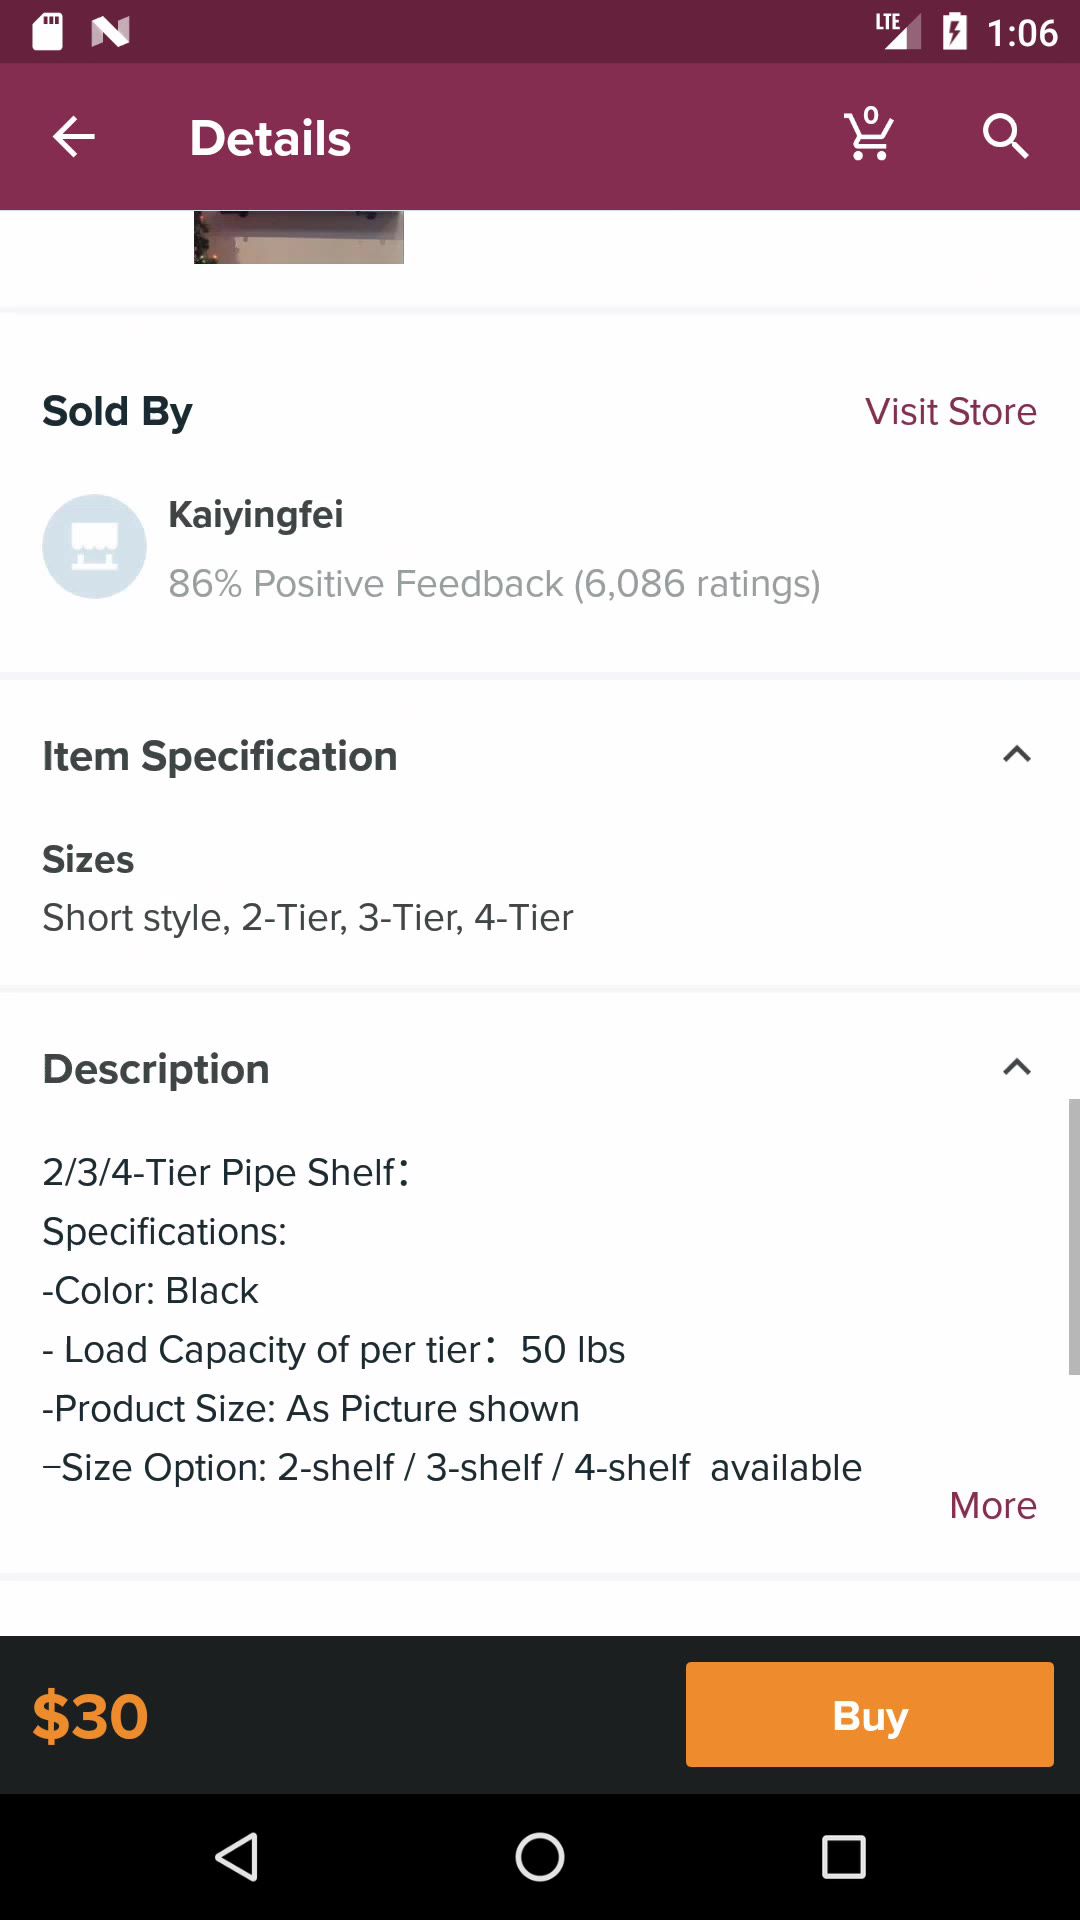 LTE 1:06
Details 0
Sold By Visit Store
Kaiyingfei
86% Positive Feedback (6,086 ratings)
Item Specification
Sizes
Short style, 2-Tier, 3-Tier, 4-Tier
Description
2/3/4-Tier Pipe Shelf：
Specifications:
-Color: Black
- Load Capacity of per tier：50 lbs
-Product Size: As Picture shown
–Size Option: 2-shelf / 3-shelf / 4-shelf  available
More
$30 Buy